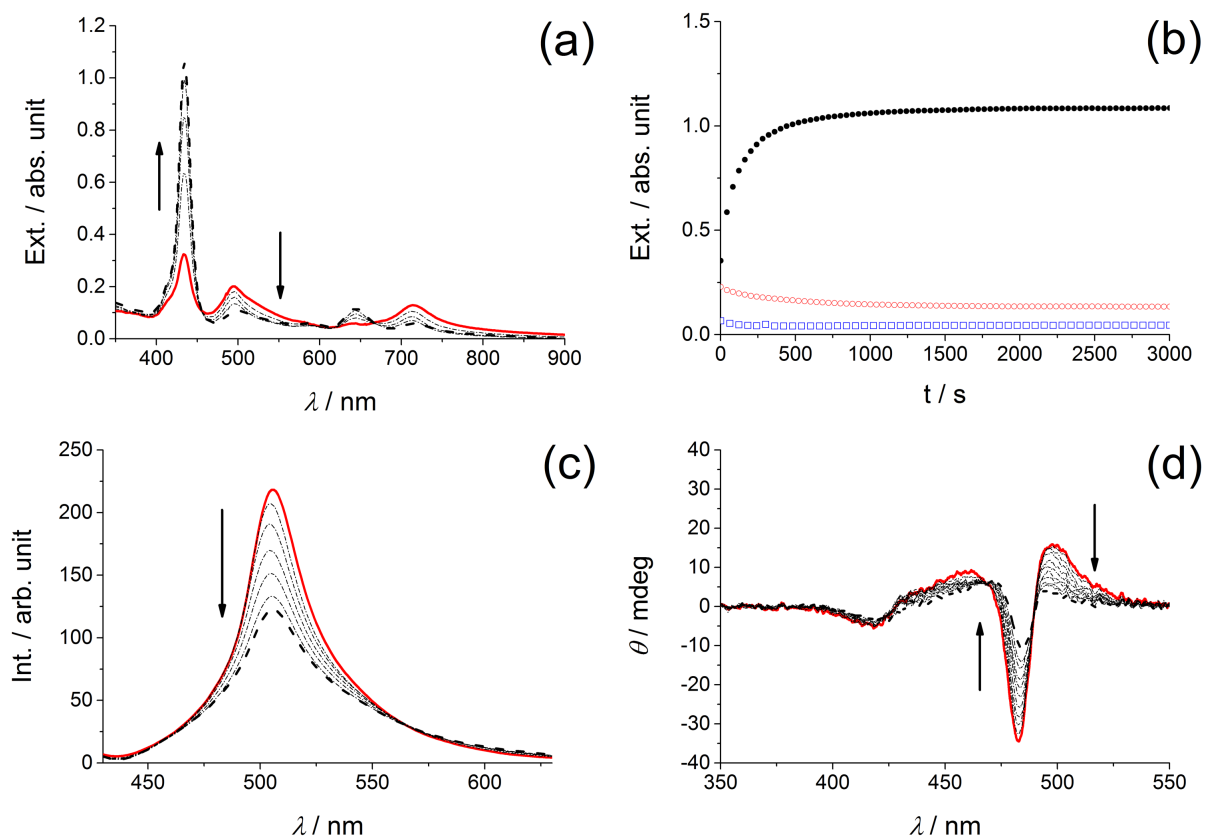 (a)
Ext. / abs. unit
1.2
1.0
0.8
0.6
0.4
0.2
0.0
400 500 600 700 800 900
λ / nm
(b)
Ext. / abs. unit
1.5
1.0
0.5
0.0
0 500 1000 1500 2000 2500 3000
t / s
(c)
Int. / arb. unit
250
200
150
100
50
0
450 500 550 600
λ / nm
(d)
θ / mdeg
40
30
20
10
0
-10
-20
-30
-40
350 400 450 500 550
λ / nm